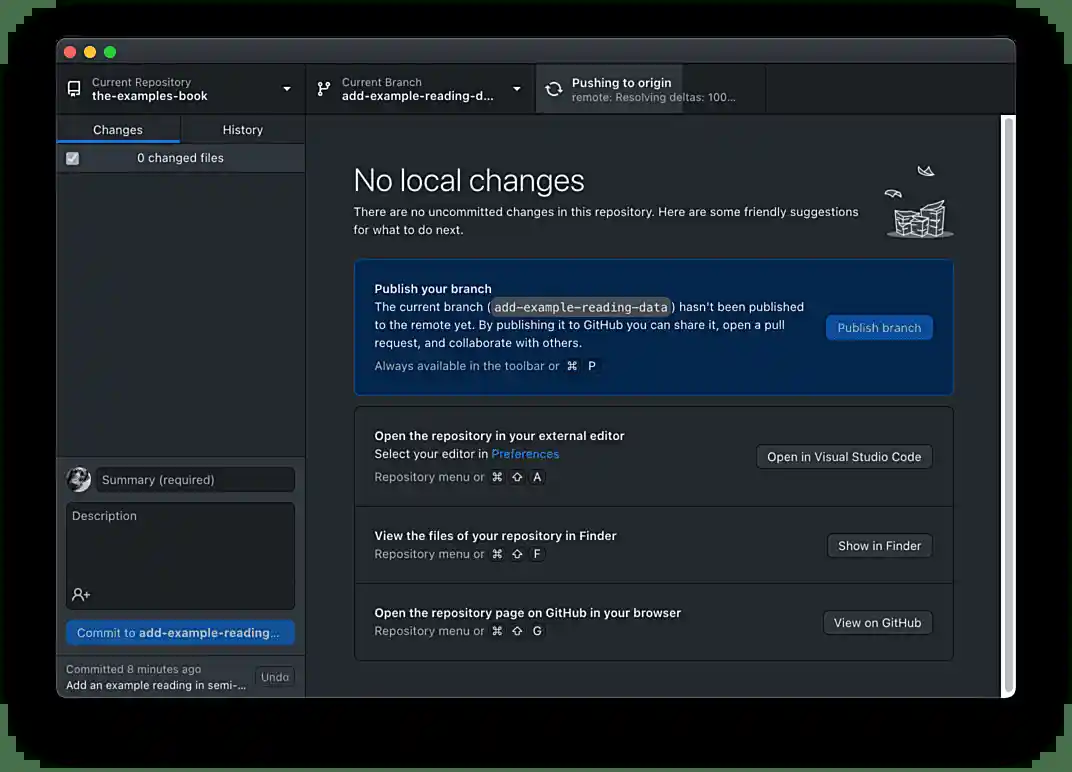 Current Repository
the-examples-book
Current Branch
add-example-reading-d...
Pushing to origin
remote: Resolving deltas: 100...
Changes
History
0 changed files
No local changes
There are no uncommitted changes in this repository. Here are some friendly suggestions
for what to do next.
Publish your branch
The current branch (add-example-reading-data) hasn't been published
to the remote yet. By publishing it to GitHub you can share it, open a pull
request, and collaborate with others.
Always available in the toolbar or ⌘ P
Publish branch
Open the repository in your external editor
Select your editor in Preferences
Repository menu or ⌘ ⇧ A
Open in Visual Studio Code
View the files of your repository in Finder
Repository menu or ⌘ ⇧ F
Show in Finder
Open the repository page on GitHub in your browser
Repository menu or ⌘ ⇧ G
View on GitHub
Summary (required)
Description
Commit to add-example-reading...
Committed 8 minutes ago
Add an example reading in semi-...
Undo